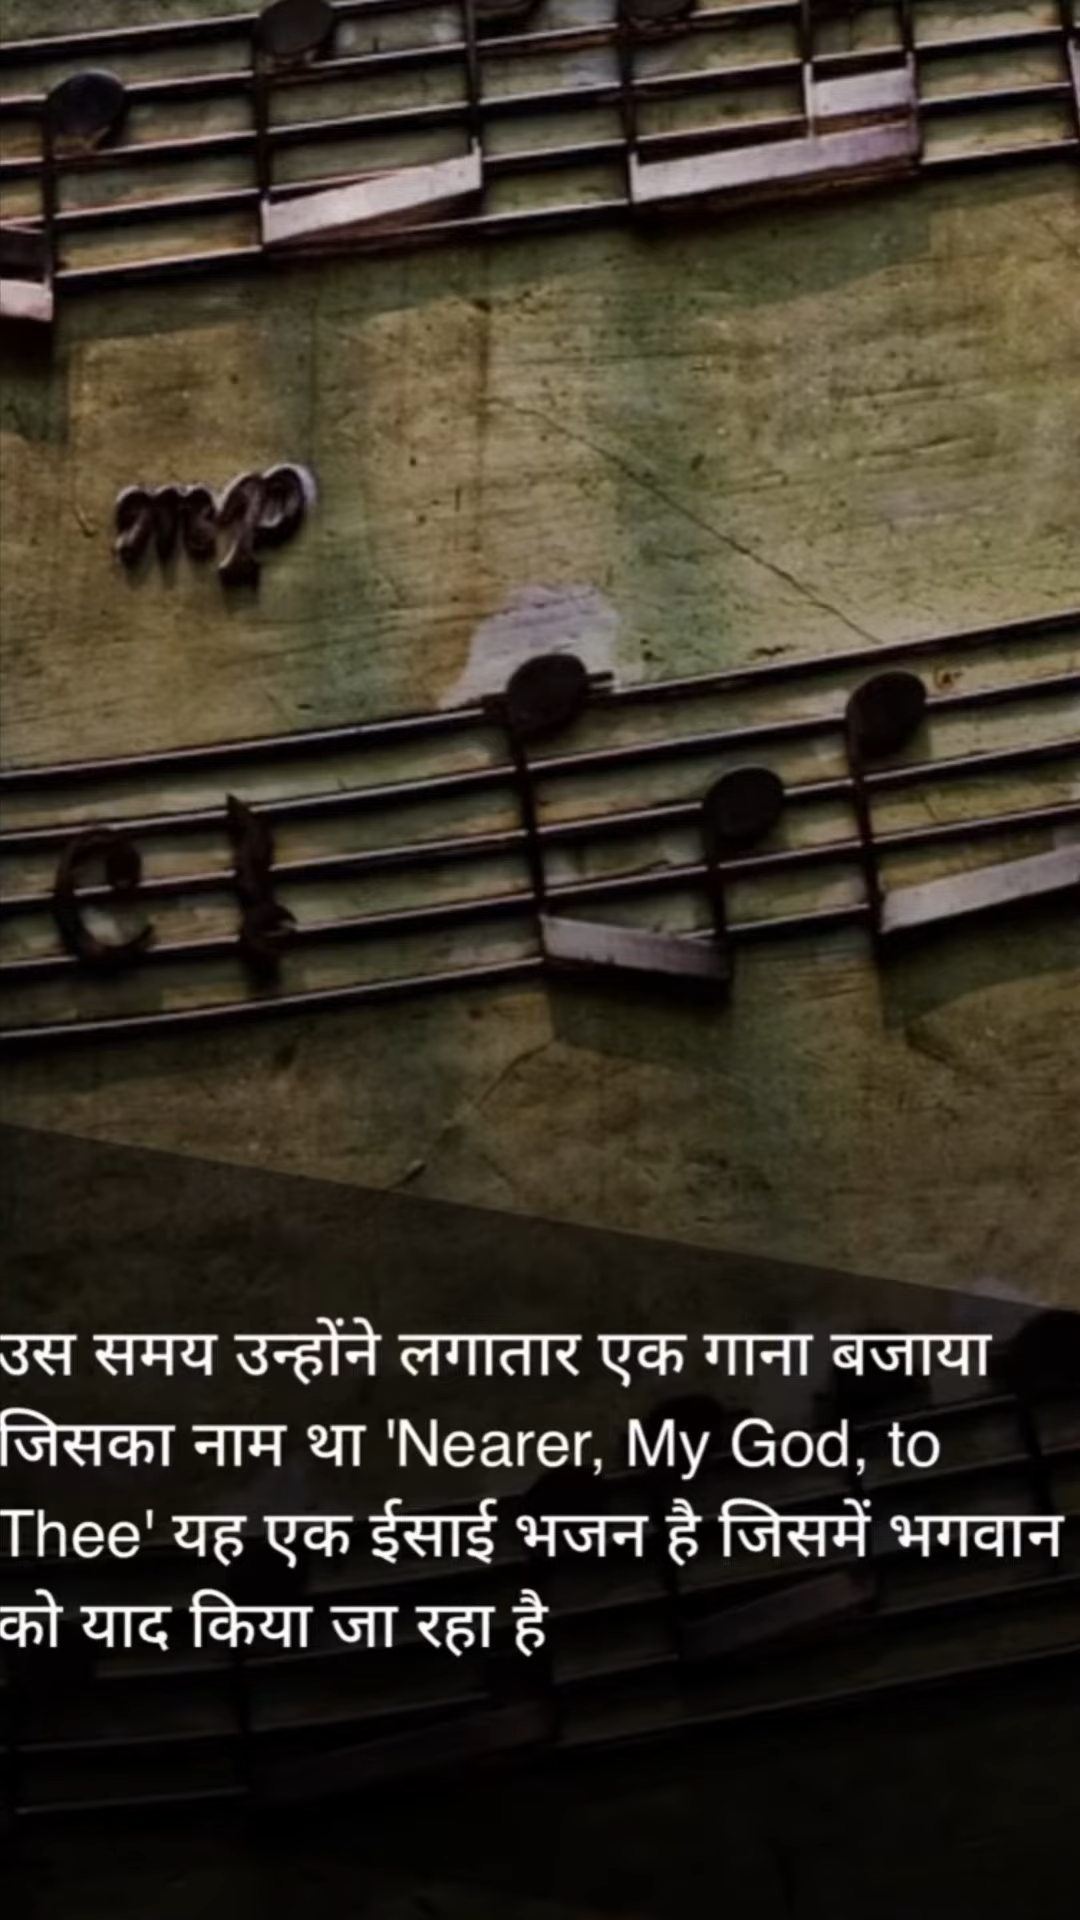 mp
उस समय उन्होंने लगातार एक गाना बजाया
जिसका नाम था 'Nearer, My God, to
Thee' यह एक ईसाई भजन है जिसमें भगवान
को याद किया जा रहा है